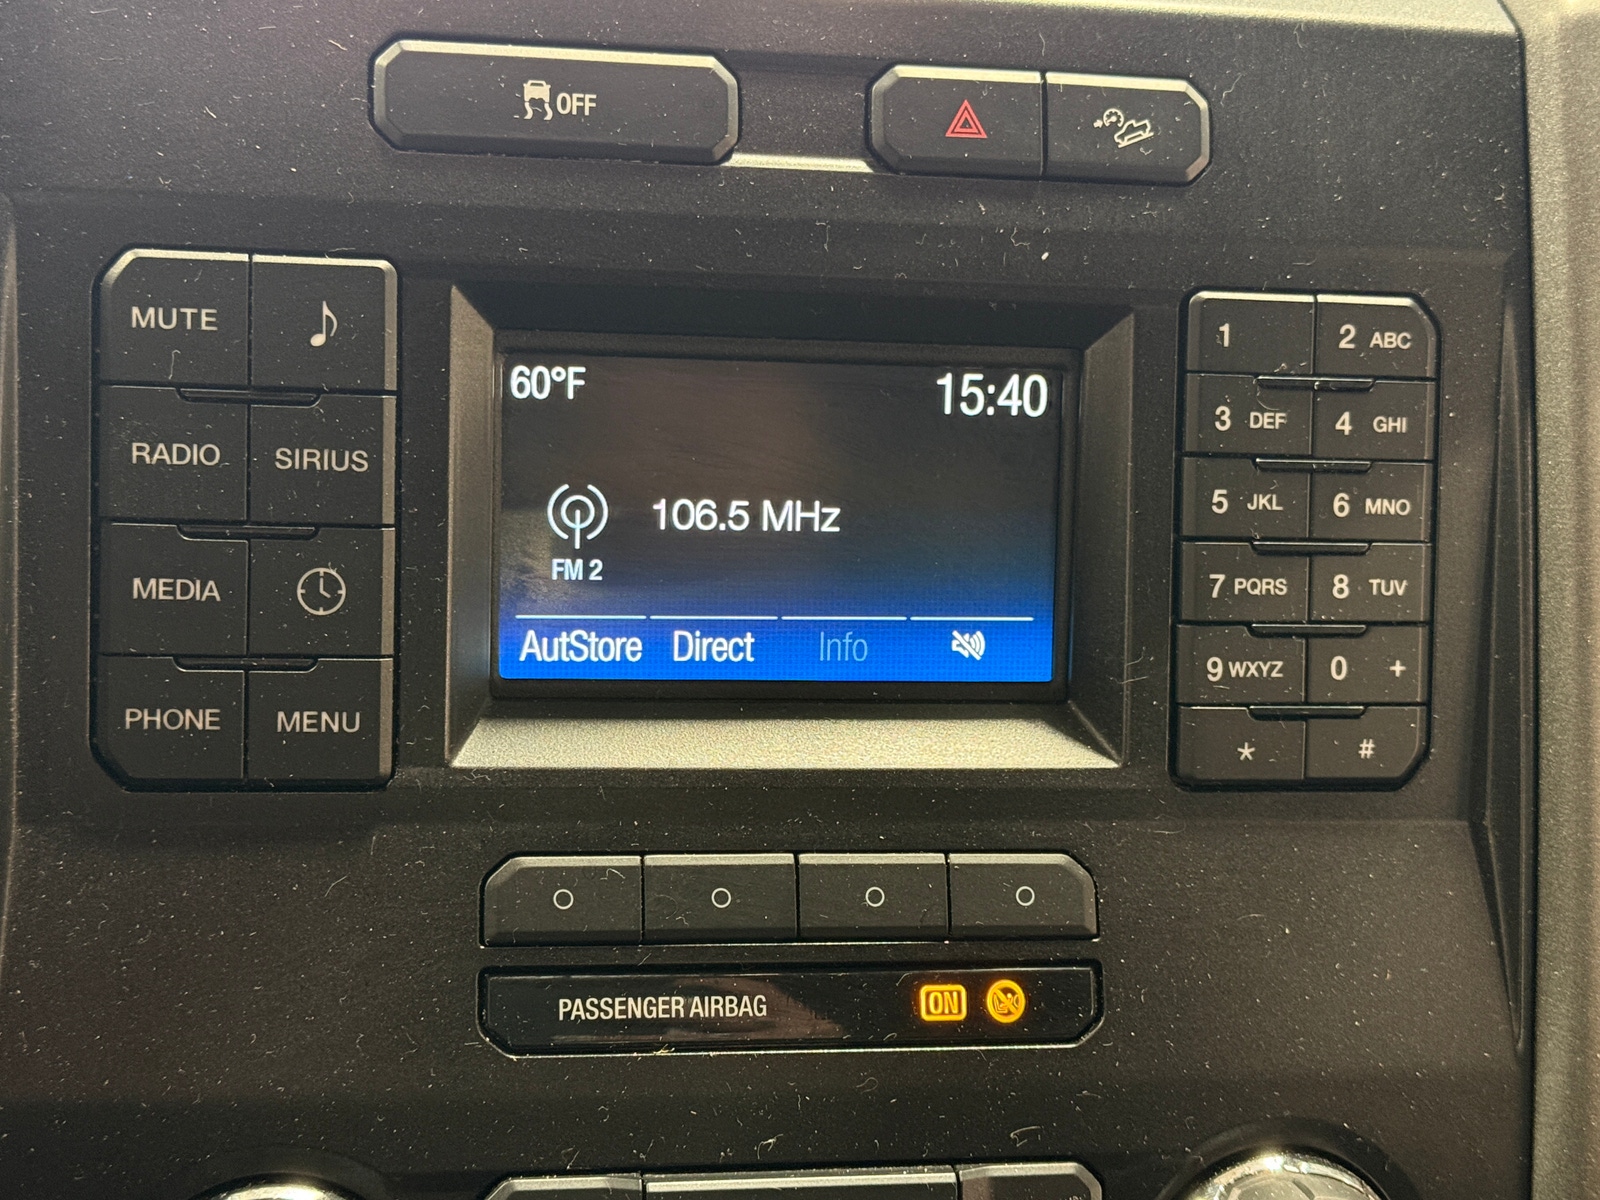 OFF
MUTE
RADIO SIRIUS
MEDIA
PHONE MENU
60°F 15:40
106.5 MHz
FM 2
AutStore Direct Info
1 2 ABC
3 DEF 4 GHI
5 JKL 6 MNO
7 PQRS 8 TUV
9 WXYZ 0 +
* #
PASSENGER AIRBAG ON